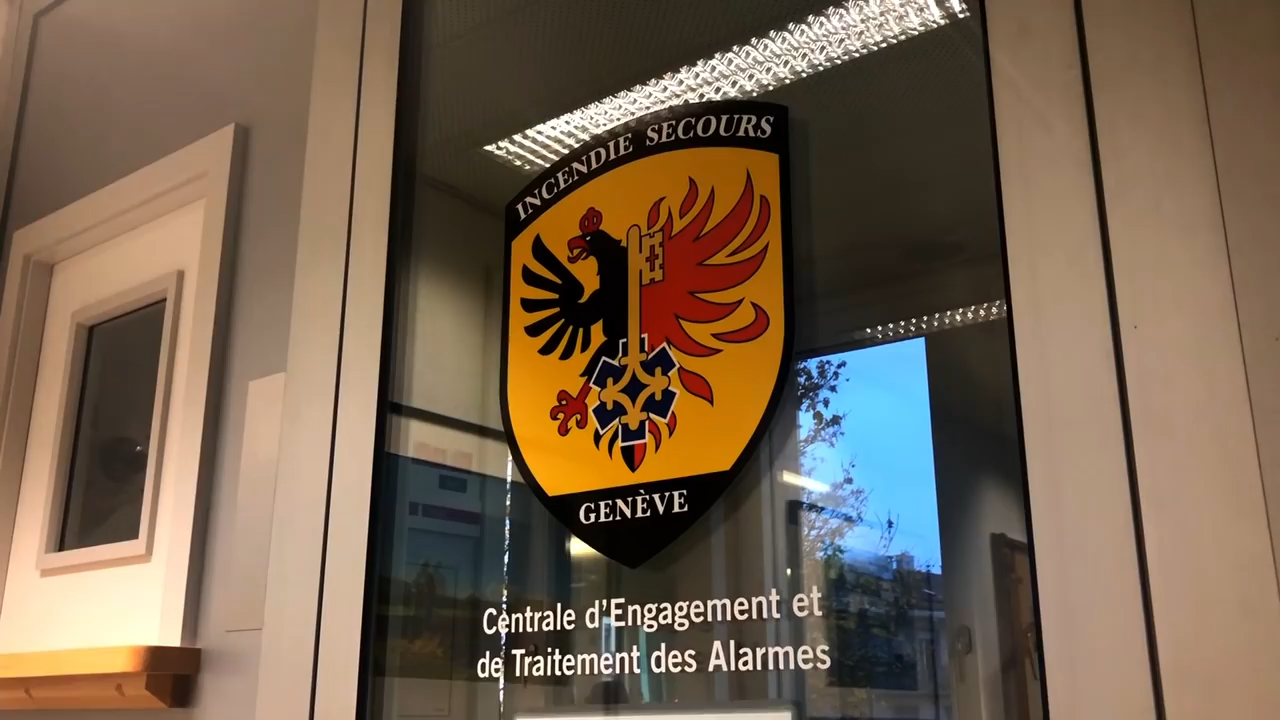 INCENDIE SECOURS
GENÈVE
Centrale d'Engagement et
de Traitement des Alarmes